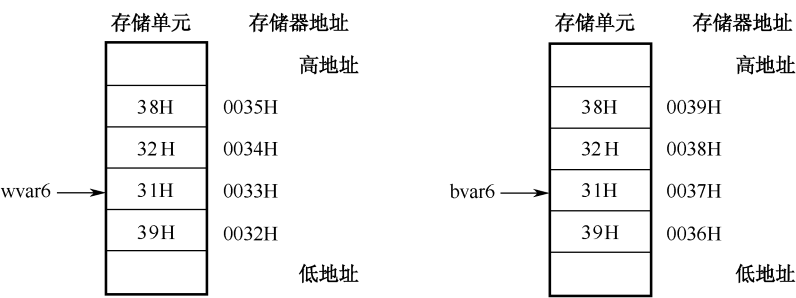 存储单元 存储器地址 存储单元 存储器地址
高地址 高地址
38H 0035H 38H 0039H
32H 0034H 32H 0038H
wvar6 31H 0033H bvar6 31H 0037H
39H 0032H 39H 0036H
低地址 低地址